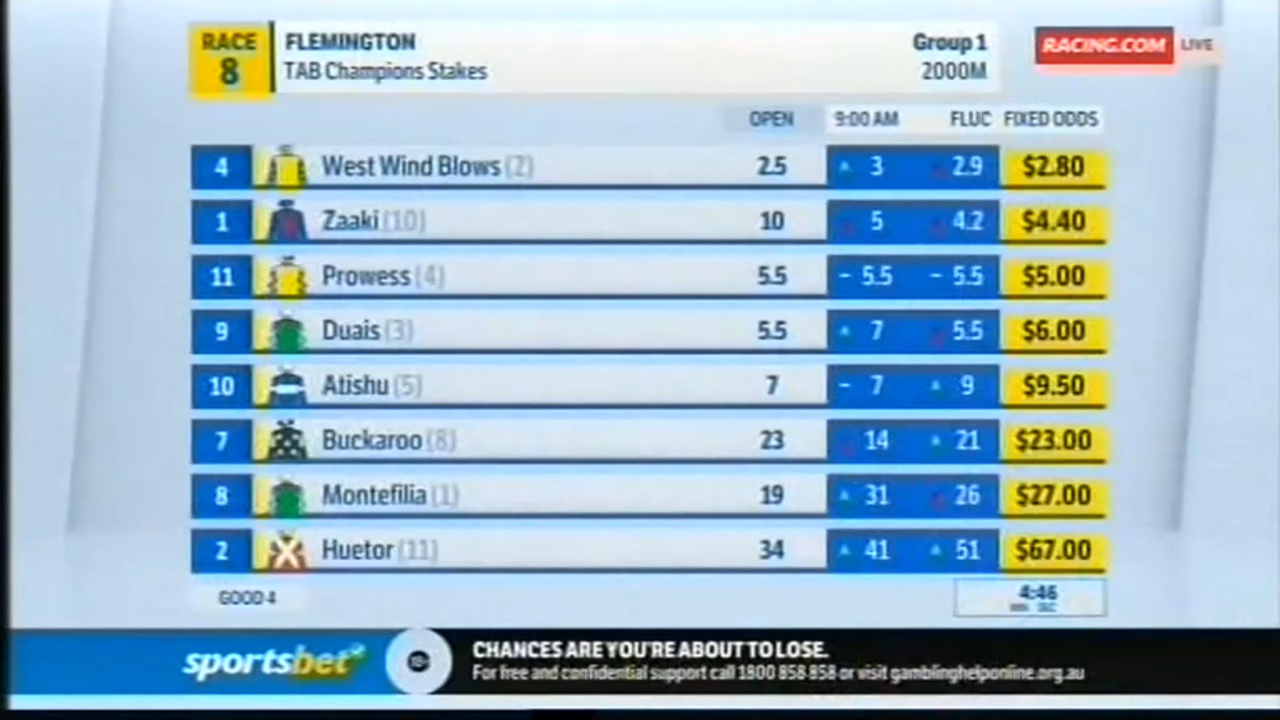 RACE 8
FLEMINGTON Group 1
TAB Champions Stakes 2000M
RACING.COM LIVE
OPEN 9:00 AM FLUC FIXED ODDS
4 West Wind Blows (2) 2.5 3 2.9 $2.80
1 Zaaki (10) 10 5 4.2 $4.40
11 Prowess (4) 5.5 - 5.5 - 5.5 $5.00
9 Duais (3) 5.5 7 5.5 $6.00
10 Atishu (5) 7 - 7 9 $9.50
7 Buckaroo (8) 23 14 21 $23.00
8 Montefilia (1) 19 31 26 $27.00
2 Huetor (11) 34 41 51 $67.00
GOOD 4 4:46
MIN SEC
sportsbet 18+ CHANCES ARE YOU'RE ABOUT TO LOSE.
For free and confidential support call 1800 858 858 or visit gamblinghelponline.org.au